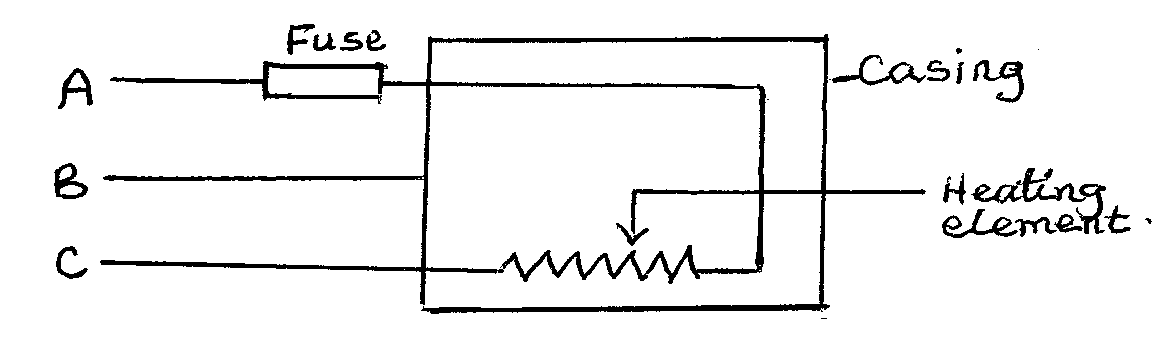 Fuse
A
Casing
B
Heating
element.
C